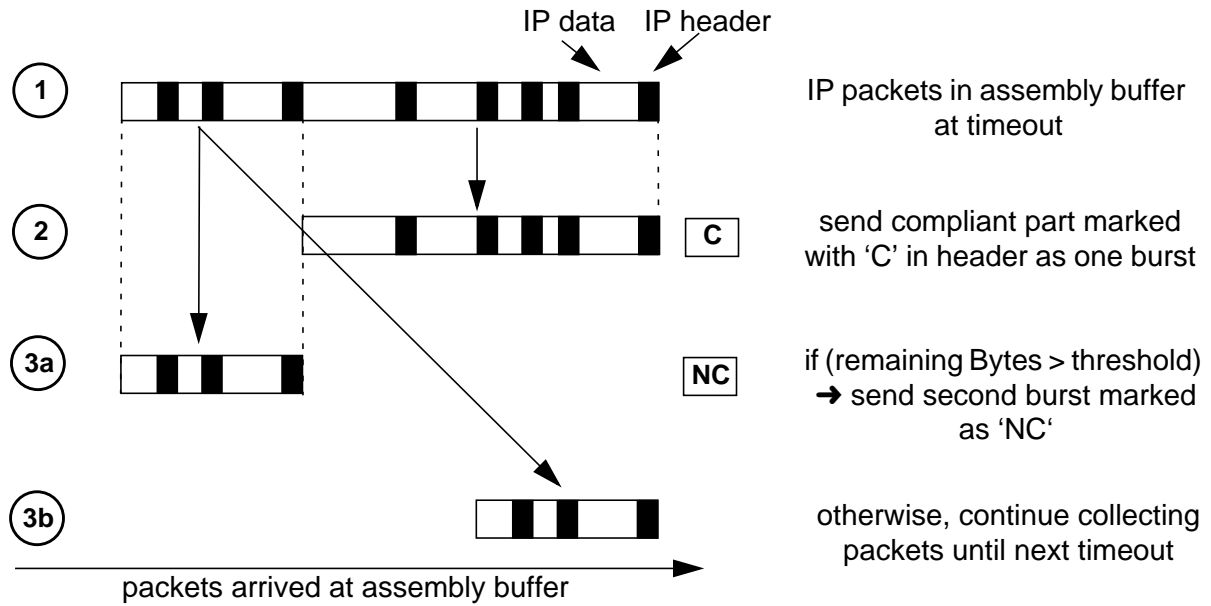 IP data
IP header
1
IP packets in assembly buffer
at timeout
2
C
send compliant part marked
with ‘C’ in header as one burst
3a
NC
if (remaining Bytes > threshold)
➜ send second burst marked
as ‘NC‘
3b
otherwise, continue collecting
packets until next timeout
packets arrived at assembly buffer